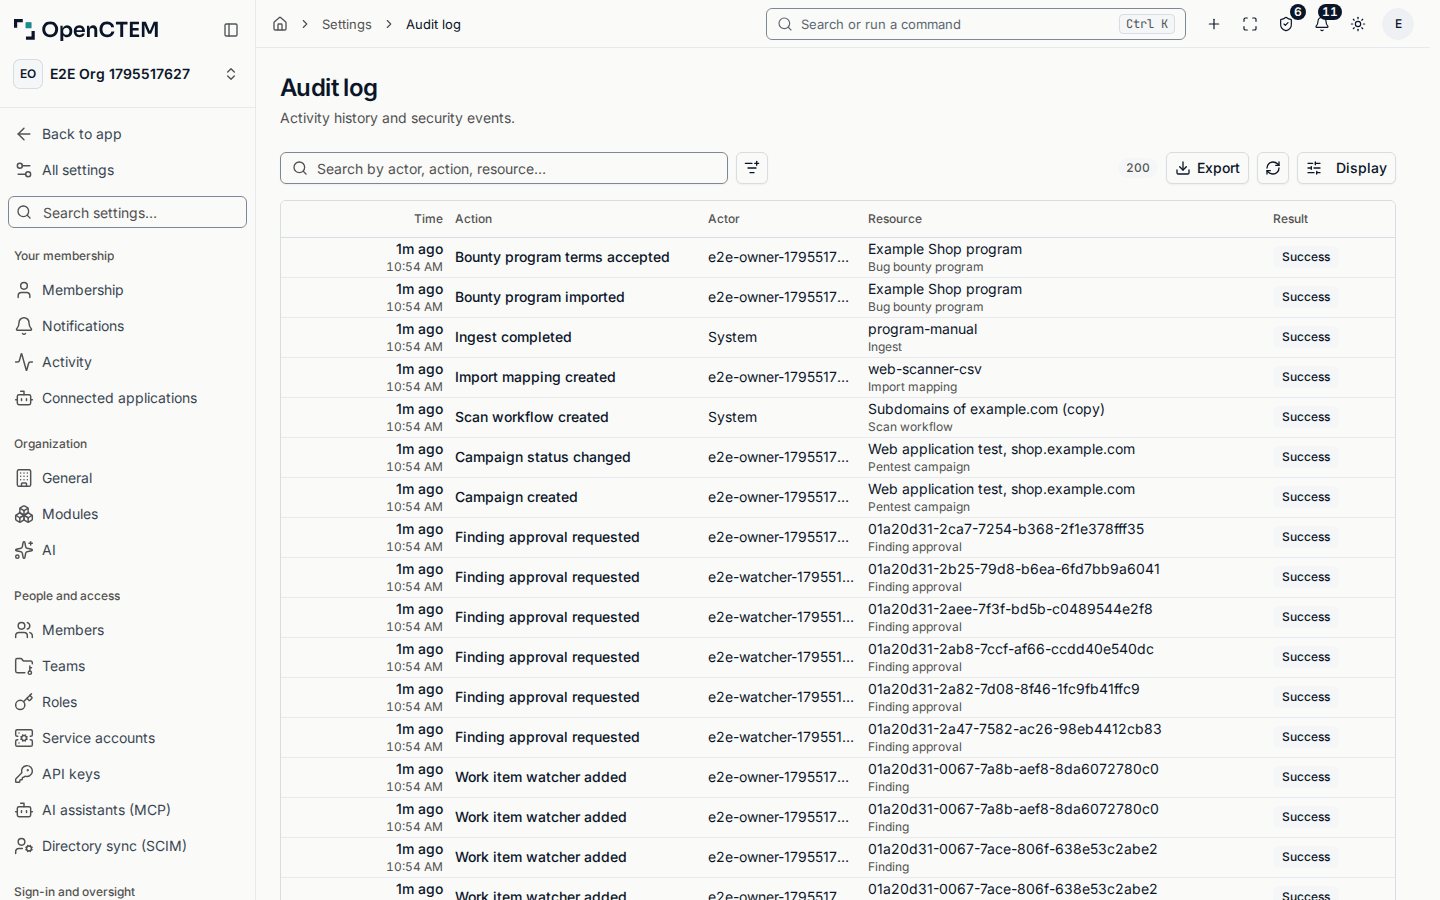 OpenCTEM
EO E2E Org 1795517627
Back to app
All settings
Search settings...
Your membership
Membership
Notifications
Activity
Connected applications
Organization
General
Modules
AI
People and access
Members
Teams
Roles
Service accounts
API keys
AI assistants (MCP)
Directory sync (SCIM)
Sign-in and oversight
Settings Audit log
Search or run a command Ctrl K
6
11
E
Audit log
Activity history and security events.
Search by actor, action, resource...
200 Export Display
Time Action Actor Resource Result
1m ago Bounty program terms accepted e2e-owner-1795517... Example Shop program Success
10:54 AM Bug bounty program
1m ago Bounty program imported e2e-owner-1795517... Example Shop program Success
10:54 AM Bug bounty program
1m ago Ingest completed System program-manual Success
10:54 AM Ingest
1m ago Import mapping created e2e-owner-1795517... web-scanner-csv Success
10:54 AM Import mapping
1m ago Scan workflow created System Subdomains of example.com (copy) Success
10:54 AM Scan workflow
1m ago Campaign status changed e2e-owner-1795517... Web application test, shop.example.com Success
10:54 AM Pentest campaign
1m ago Campaign created e2e-owner-1795517... Web application test, shop.example.com Success
10:54 AM Pentest campaign
1m ago Finding approval requested e2e-owner-1795517... 01a20d31-2ca7-7254-b368-2f1e378fff35 Success
10:54 AM Finding approval
1m ago Finding approval requested e2e-watcher-179551... 01a20d31-2b25-79d8-b6ea-6fd7bb9a6041 Success
10:54 AM Finding approval
1m ago Finding approval requested e2e-watcher-179551... 01a20d31-2aee-7f3f-bd5b-c0489544e2f8 Success
10:54 AM Finding approval
1m ago Finding approval requested e2e-watcher-179551... 01a20d31-2ab8-7ccf-af66-ccdd40e540dc Success
10:54 AM Finding approval
1m ago Finding approval requested e2e-watcher-179551... 01a20d31-2a82-7d08-8f46-1fc9fb41ffc9 Success
10:54 AM Finding approval
1m ago Finding approval requested e2e-watcher-179551... 01a20d31-2a47-7582-ac26-98eb4412cb83 Success
10:54 AM Finding approval
1m ago Work item watcher added e2e-owner-1795517... 01a20d31-0067-7a8b-aef8-8da6072780c0 Success
10:54 AM Finding
1m ago Work item watcher added e2e-owner-1795517... 01a20d31-0067-7a8b-aef8-8da6072780c0 Success
10:54 AM Finding
1m ago Work item watcher added e2e-owner-1795517... 01a20d31-0067-7ace-806f-638e53c2abe2 Success
10:54 AM Finding
1m ago Work item watcher added e2e-owner-1795517... 01a20d31-0067-7ace-806f-638e53c2abe2 Success